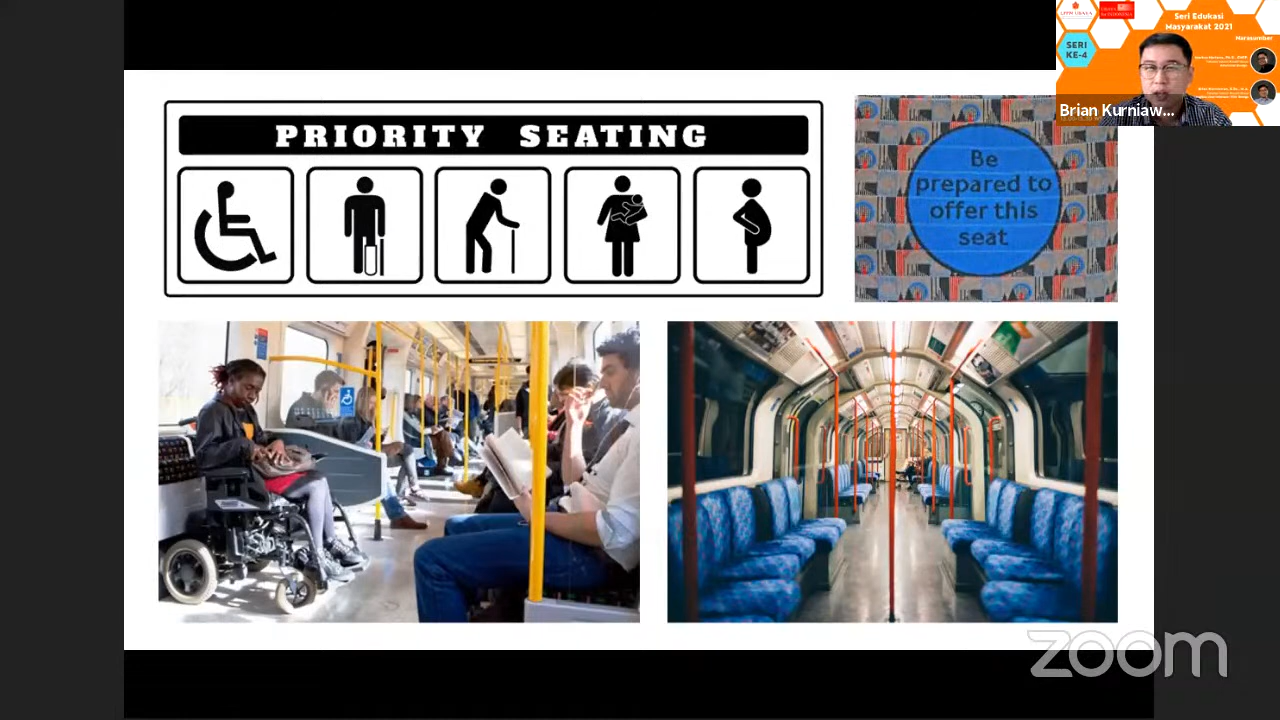 PRIORITY SEATING
Be
prepared to
offer this
seat
Seri Edukasi
Masyarakat 2021
Narasumber
SERI
KE-4
Brian Kurniaw...
zoom